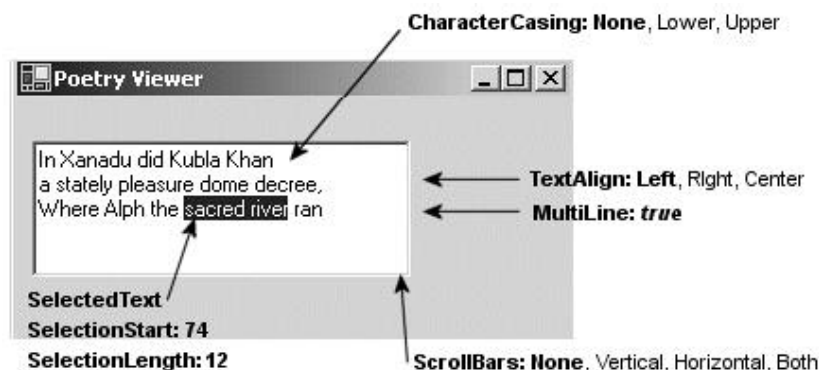 CharacterCasing: None, Lower, Upper
Poetry Viewer
In Xanadu did Kubla Khan
a stately pleasure dome decree,
Where Alph the sacred river ran
TextAlign: Left, RIght, Center
MultiLine: true
SelectedText
SelectionStart: 74
SelectionLength: 12
ScrollBars: None, Vertical, Horizontal, Both